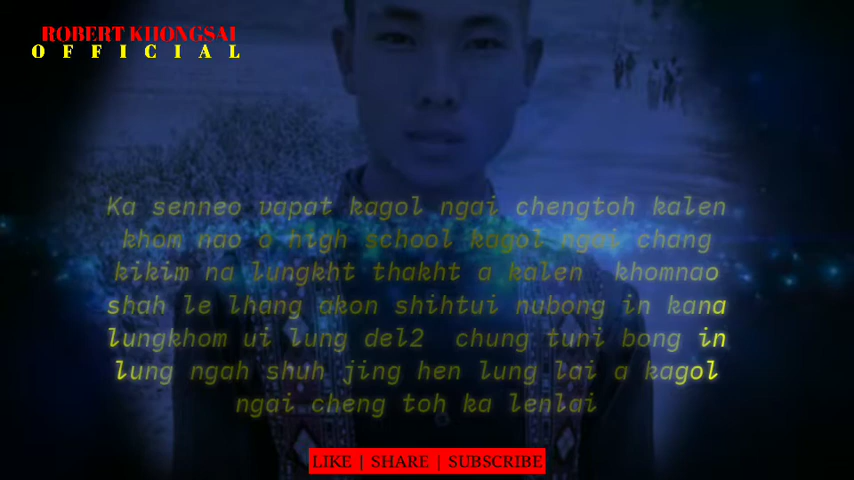 ROBERT KHONGSAI
OFFICIAL
Ka senneo vapat kagol ngai chengtoh kalen
khom nao a high school kagol ngai chang
kikim na lungkht thakht a kalen khomnao
shah le lhang akon shihtui nubong in kana
lungkhom ui lung del2 chung tuni bong in
lung ngah shuh jing hen lung lai a kagol
ngai cheng toh ka lenlai
LIKE | SHARE | SUBSCRIBE